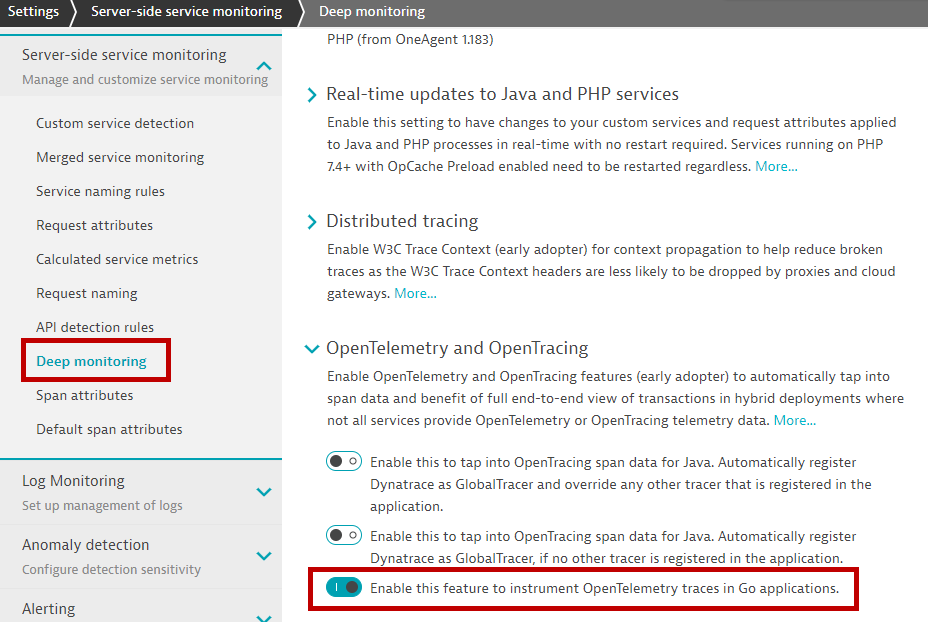 Settings
Server-side service monitoring
Deep monitoring
Server-side service monitoring
Manage and customize service monitoring
Custom service detection
Merged service monitoring
Service naming rules
Request attributes
Calculated service metrics
Request naming
API detection rules
Deep monitoring
Span attributes
Default span attributes
Log Monitoring
Set up management of logs
Anomaly detection
Configure detection sensitivity
Alerting
PHP (from OneAgent 1.183)
Real-time updates to Java and PHP services
Enable this setting to have changes to your custom services and request attributes applied
to Java and PHP processes in real-time with no restart required. Services running on PHP
7.4+ with OpCache Preload enabled need to be restarted regardless. More...
Distributed tracing
Enable W3C Trace Context (early adopter) for context propagation to help reduce broken
traces as the W3C Trace Context headers are less likely to be dropped by proxies and cloud
gateways. More...
OpenTelemetry and OpenTracing
Enable OpenTelemetry and OpenTracing features (early adopter) to automatically tap into
span data and benefit of full end-to-end view of transactions in hybrid deployments where
not all services provide OpenTelemetry or OpenTracing telemetry data. More...
Enable this to tap into OpenTracing span data for Java. Automatically register
Dynatrace as GlobalTracer and override any other tracer that is registered in the
application.
Enable this to tap into OpenTracing span data for Java. Automatically register
Dynatrace as GlobalTracer, if no other tracer is registered in the application.
Enable this feature to instrument OpenTelemetry traces in Go applications.